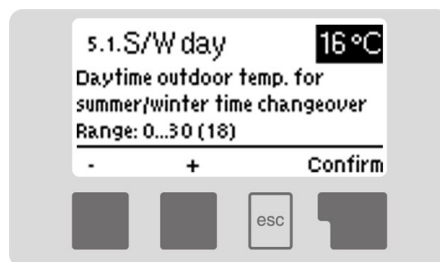 5.1.S/W day 16 °C
Daytime outdoor temp. for
summer/winter time changeover
Range: 0...30 (18)
- + Confirm
esc